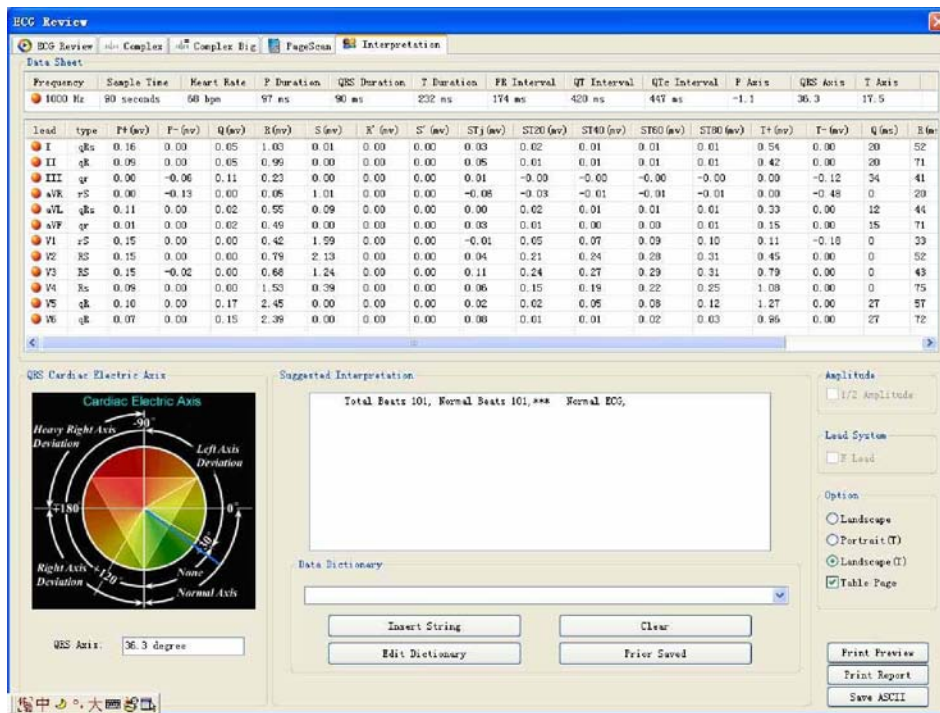 ECG Review
ECG Review Complex Complex Big PageScan Interpretation
Data Sheet
Frequency Sample Time Heart Rate P Duration QRS Duration T Duration PR Interval QT Interval QTc Interval P Axis QRS Axis T Axis
1000 Hz 90 seconds 68 bpm 97 ms 90 ms 232 ms 174 ms 420 ms 447 ms -1.1 36.3 17.5
lead type P+(mv) P-(mv) Q(mv) R(mv) S(mv) R'(mv) S'(mv) STj(mv) ST20(mv) ST40(mv) ST60(mv) ST80(mv) T+(mv) T-(mv) Q(ms)
I qRs 0.16 0.00 0.05 1.03 0.01 0.00 0.00 0.03 0.02 0.01 0.01 0.01 0.54 0.00 20 52
II qR 0.09 0.00 0.05 0.99 0.00 0.00 0.00 0.05 0.01 0.01 0.01 0.01 0.42 0.00 20 71
III qr 0.00 -0.06 0.11 0.23 0.00 0.00 0.00 0.01 -0.00 -0.00 -0.00 -0.00 0.00 -0.12 34 41
aVR rS 0.00 -0.13 0.00 0.05 1.01 0.00 0.00 -0.06 -0.03 -0.01 -0.01 -0.01 0.00 -0.48 0 20
aVL qRs 0.11 0.00 0.02 0.55 0.09 0.00 0.00 0.00 0.02 0.01 0.01 0.01 0.33 0.00 12 44
aVF qr 0.01 0.00 0.02 0.49 0.00 0.00 0.00 0.03 0.01 0.00 0.00 0.01 0.15 0.00 15 71
V1 rS 0.15 0.00 0.00 0.42 1.59 0.00 0.00 -0.01 0.05 0.07 0.09 0.10 0.11 -0.18 0 33
V2 RS 0.15 0.00 0.00 0.79 2.13 0.00 0.00 0.04 0.21 0.24 0.28 0.31 0.45 0.00 0 52
V3 RS 0.15 -0.02 0.00 0.68 1.24 0.00 0.00 0.11 0.24 0.27 0.29 0.31 0.79 0.00 0 43
V4 Rs 0.09 0.00 0.00 1.53 0.39 0.00 0.00 0.06 0.15 0.19 0.22 0.25 1.08 0.00 0 75
V5 qR 0.10 0.00 0.17 2.45 0.00 0.00 0.00 0.02 0.02 0.05 0.08 0.12 1.27 0.00 27 57
V6 qR 0.07 0.00 0.15 2.39 0.00 0.00 0.00 0.08 0.01 0.01 0.02 0.03 0.96 0.00 27 72
QRS Cardiac Electric Axis
Cardiac Electric Axis
-90°
Heavy Right Axis
Deviation
Left Axis
Deviation
+180
0°
+30°
Right Axis
Deviation
+120°
None
Normal Axis
QRS Axis: 36.3 degree
Suggested Interpretation
Total Beats 101, Normal Beats 101,*** Normal ECG,
Data Dictionary
Insert String Clear
Edit Dictionary Prior Saved
Amplitude
1/2 Amplitude
Lead System
F Lead
Option
Landscape
Portrait(T)
Landscape(T)
Table Page
Print Preview
Print Report
Save ASCII
中 大